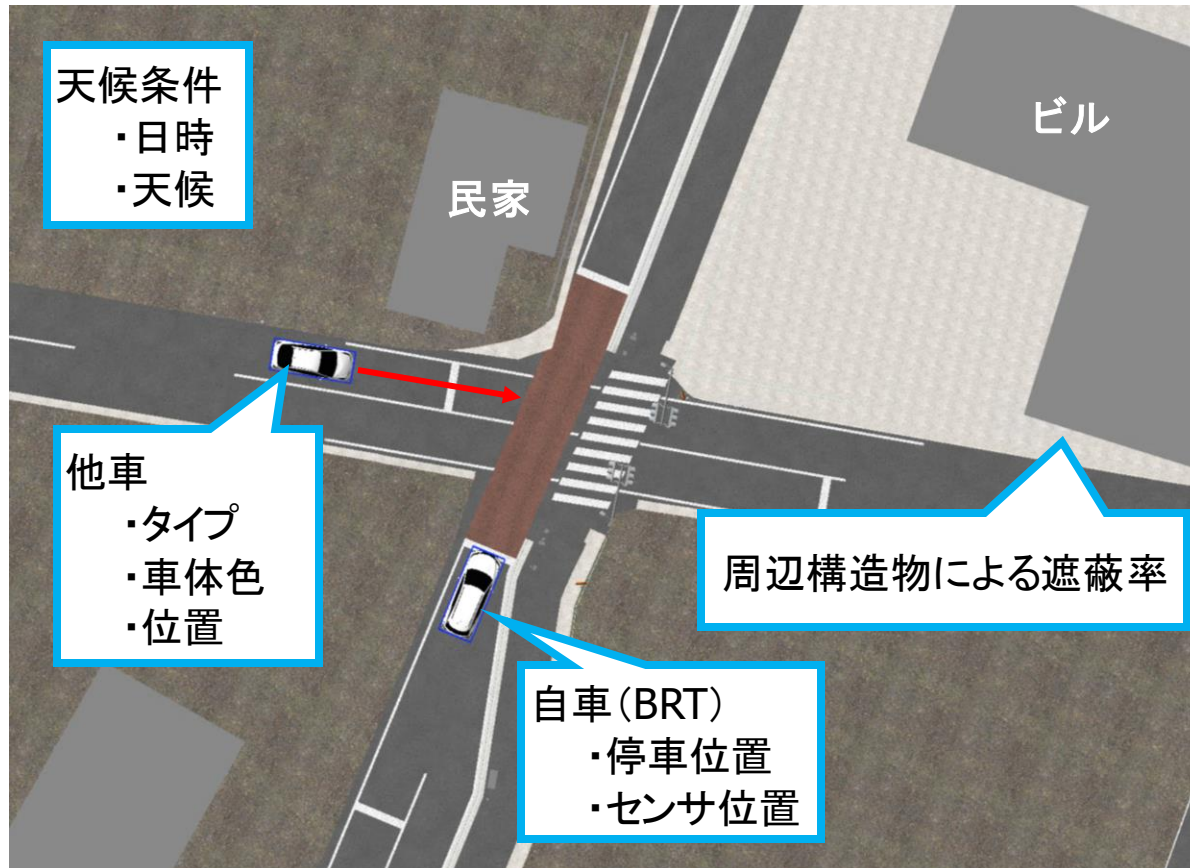 天候条件
・日時
・天候
ビル
民家
他車
・タイプ
・車体色
・位置
周辺構造物による遮蔽率
自車（BRT）
・停車位置
・センサ位置